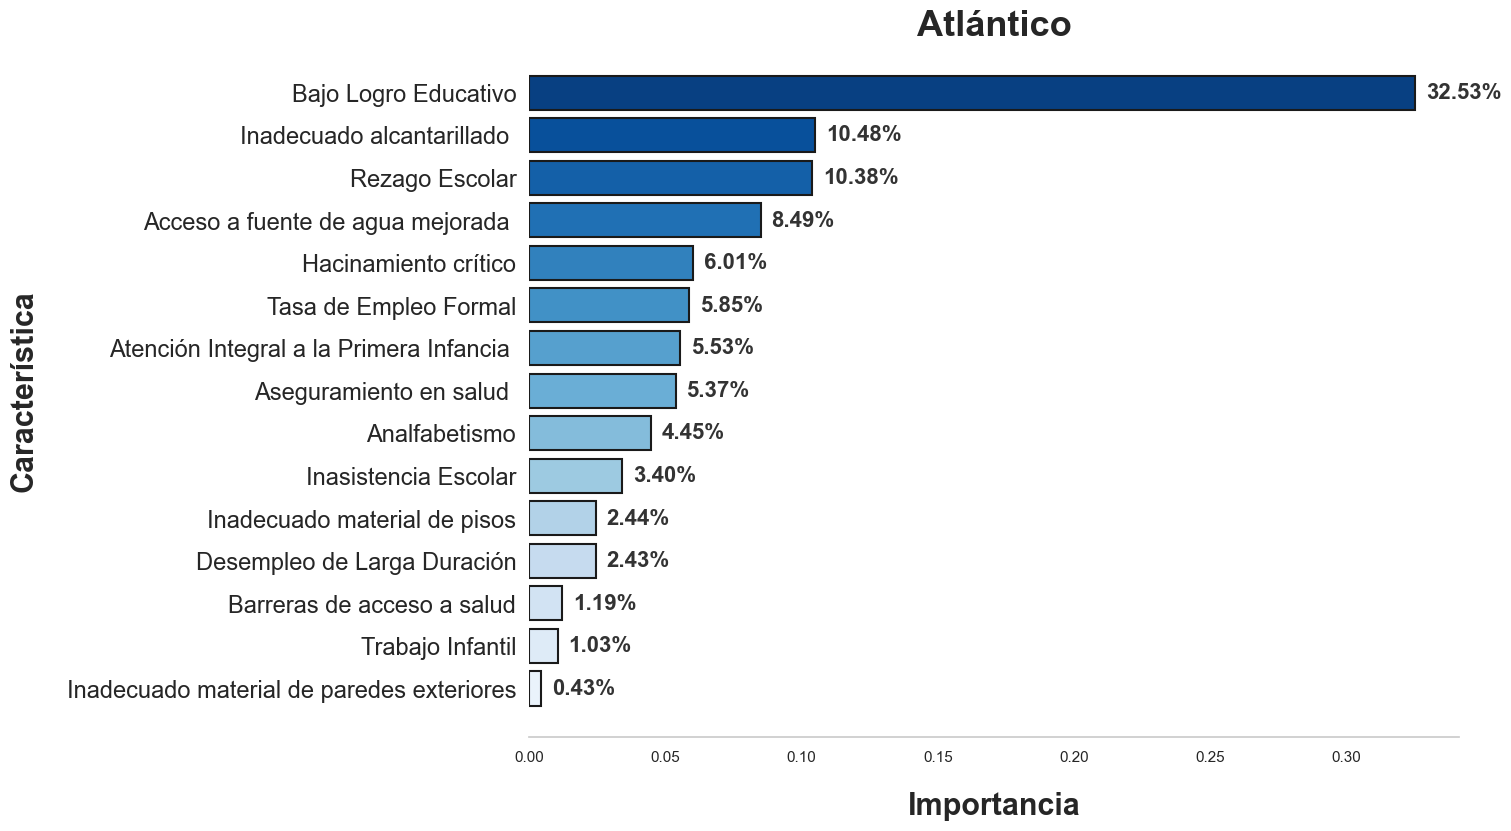 Atlántico
Característica
Bajo Logro Educativo 32.53%
Inadecuado alcantarillado 10.48%
Rezago Escolar 10.38%
Acceso a fuente de agua mejorada 8.49%
Hacinamiento crítico 6.01%
Tasa de Empleo Formal 5.85%
Atención Integral a la Primera Infancia 5.53%
Aseguramiento en salud 5.37%
Analfabetismo 4.45%
Inasistencia Escolar 3.40%
Inadecuado material de pisos 2.44%
Desempleo de Larga Duración 2.43%
Barreras de acceso a salud 1.19%
Trabajo Infantil 1.03%
Inadecuado material de paredes exteriores 0.43%
0.00 0.05 0.10 0.15 0.20 0.25 0.30
Importancia